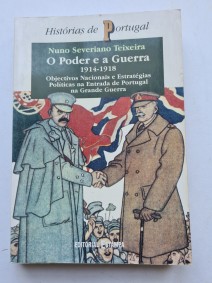 Histórias de Portugal
Nuno Severiano Teixeira
O Poder e a Guerra
1914-1918
Objectivos Nacionais e Estratégias
Políticas na Entrada de Portugal
na Grande Guerra
EDITORIAL ESTAMPA